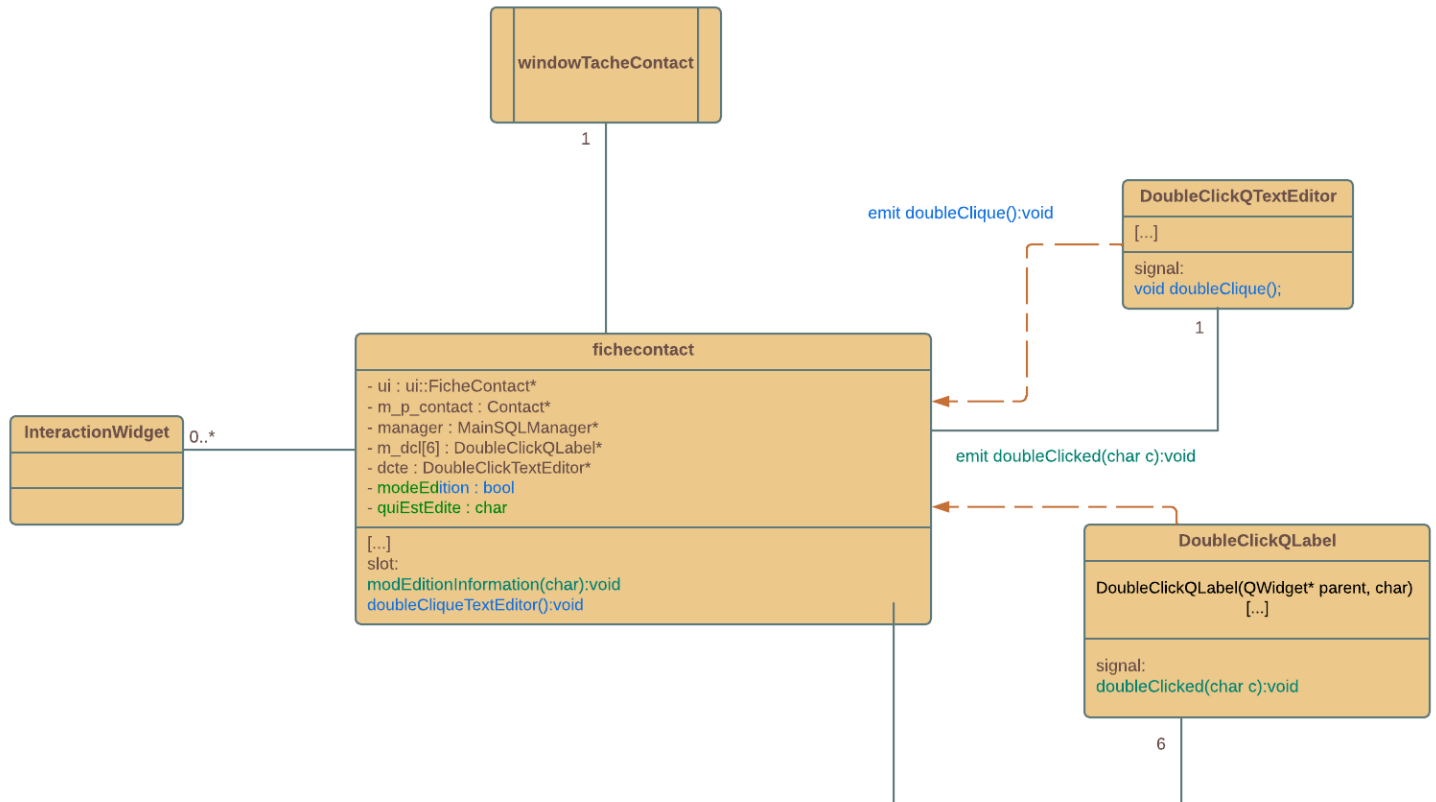 windowTacheContact
1
DoubleClickQTextEditor
[...]
signal:
void doubleClique();
1
emit doubleClique():void
fichecontact
- ui : ui::FicheContact*
- m_p_contact : Contact*
- manager : MainSQLManager*
- m_dcl[6] : DoubleClickQLabel*
- dcte : DoubleClickTextEditor*
- modeEdition : bool
- quiEstEdite : char
[...]
slot:
modEditionInformation(char):void
doubleCliqueTextEditor():void
InteractionWidget
0..*
emit doubleClicked(char c):void
DoubleClickQLabel
DoubleClickQLabel(QWidget* parent, char)
[...]
signal:
doubleClicked(char c):void
6